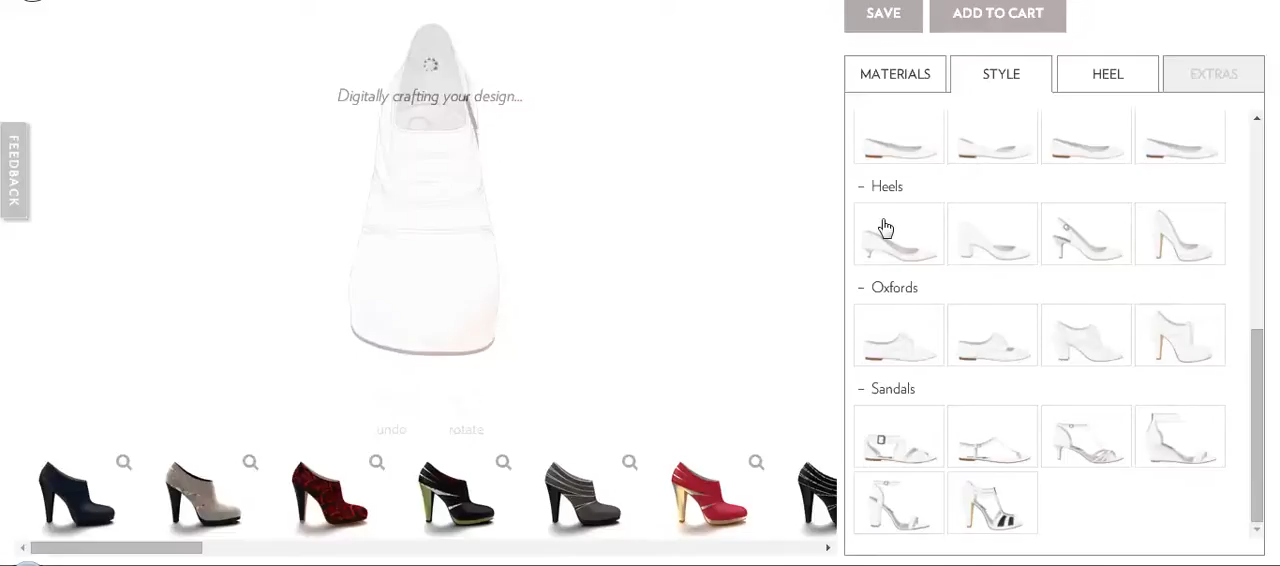 SAVE
ADD TO CART
MATERIALS
STYLE
HEEL
EXTRAS
Digitally crafting your design...
FEEDBACK
– Heels
– Oxfords
– Sandals
undo
rotate